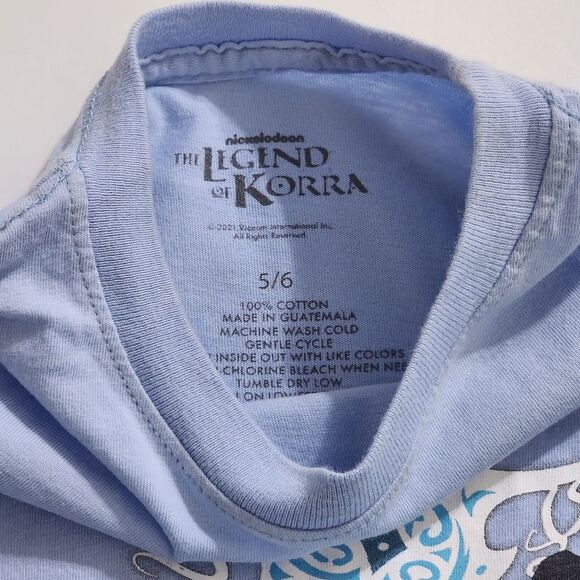 nickelodeon
THE LEGEND
OF KORRA
©2021 Viacom International Inc.
All Rights Reserved.
5/6
100% COTTON
MADE IN GUATEMALA
MACHINE WASH COLD
GENTLE CYCLE
INSIDE OUT WITH LIKE COLORS
CHLORINE BLEACH WHEN
TUMBLE DRY LOW
ON